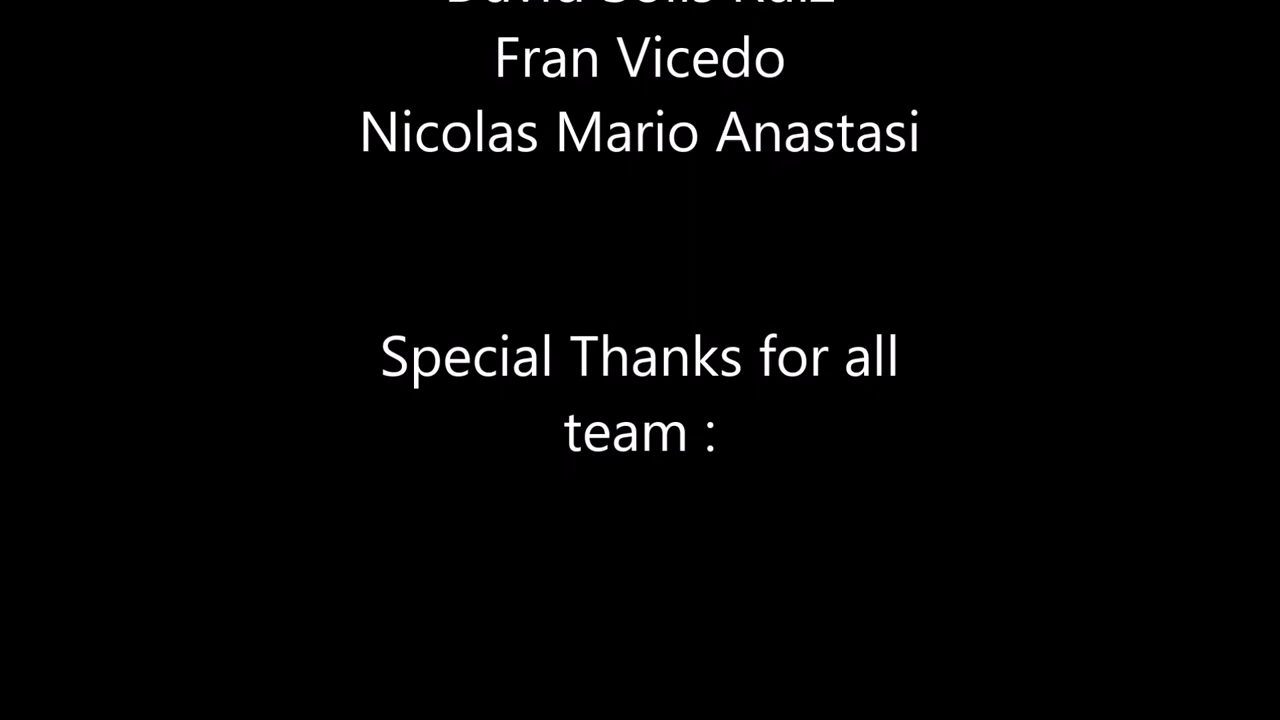 Fran Vicedo
Nicolas Mario Anastasi
Special Thanks for all
team :